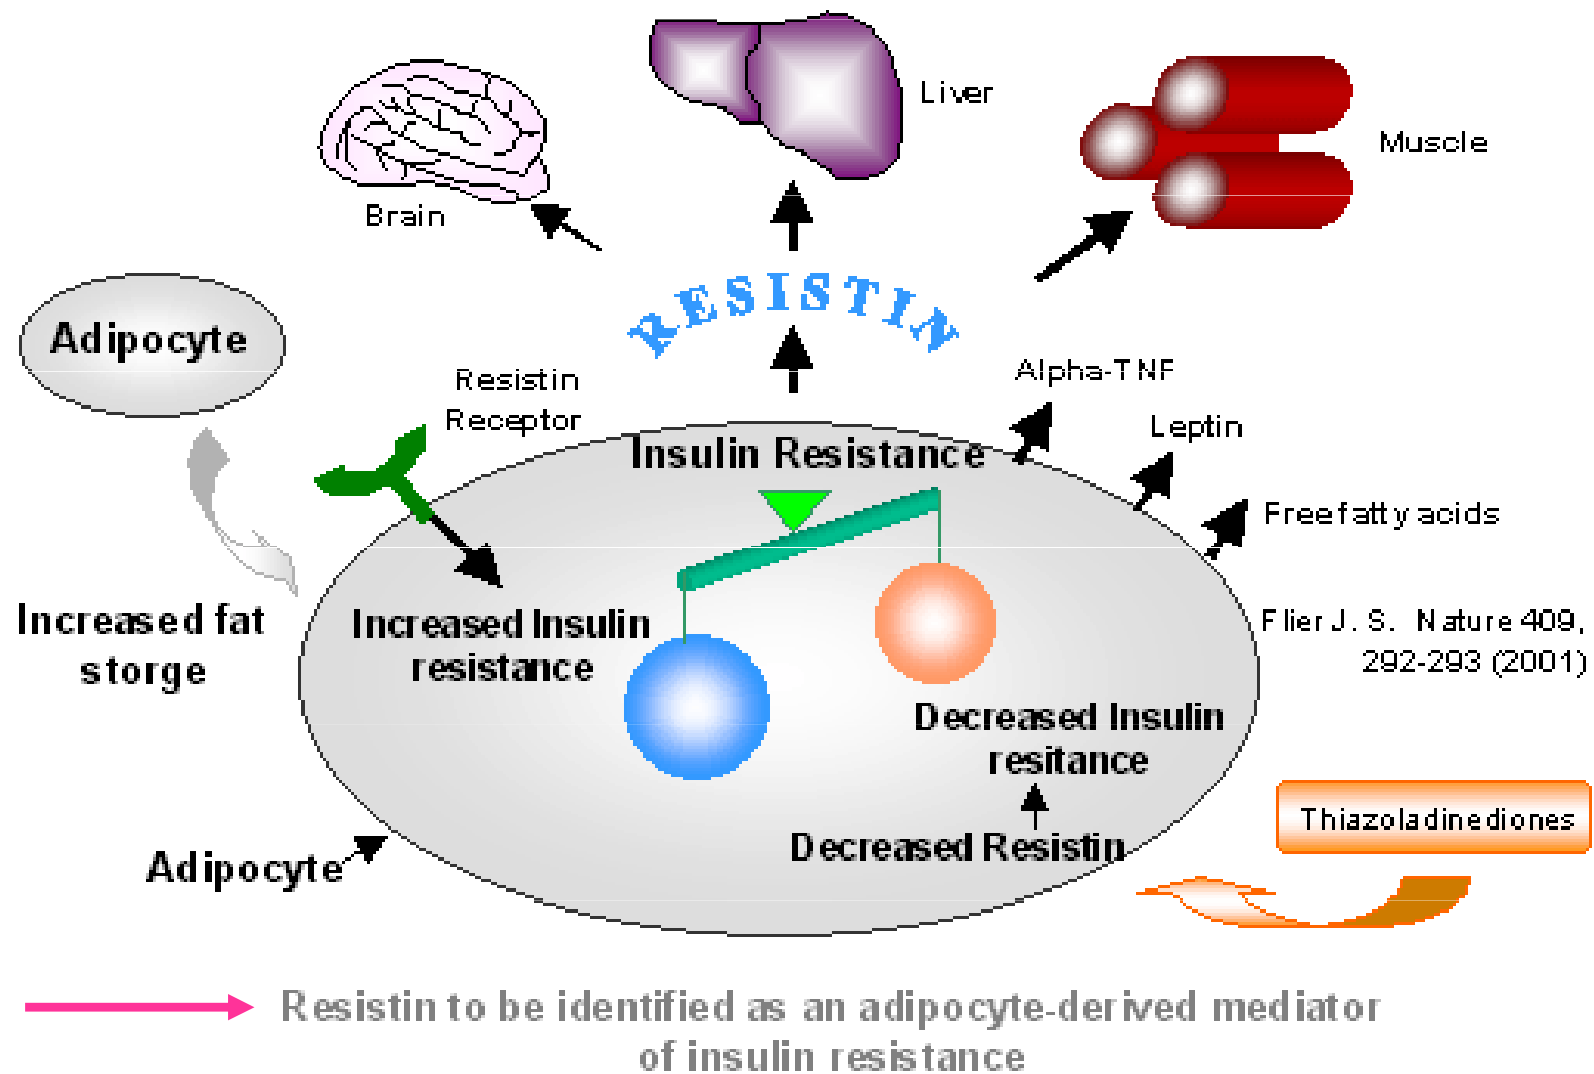 Liver
Muscle
Brain
RESISTIN
Adipocyte
Resistin
Receptor
Alpha-TNF
Leptin
Insulin Resistance
Free fatty acids
Increased fat
storge
Increased Insulin
resistance
Flier J. S. Nature 409,
292-293 (2001)
Decreased Insulin
resitance
Decreased Resistin
Thiazoladinediones
Adipocyte
Resistin to be identified as an adipocyte-derived mediator
of insulin resistance